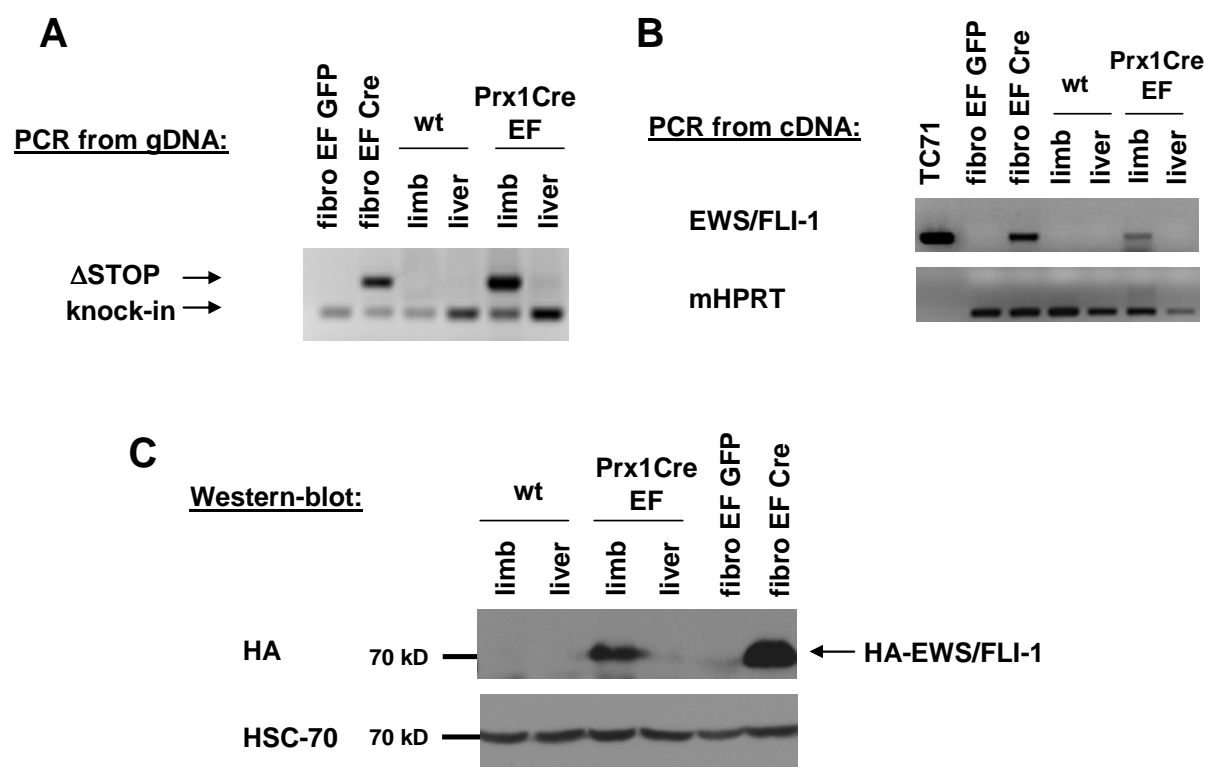 A
PCR from gDNA:
fibro EF GFP
fibro EF Cre
wt
Prx1Cre
EF
limb
liver
limb
liver
ΔSTOP
knock-in
B
PCR from cDNA:
TC71
fibro EF GFP
fibro EF Cre
wt
Prx1Cre
EF
limb
liver
limb
liver
EWS/FLI-1
mHPRT
C
Western-blot:
wt
Prx1Cre
EF
fibro EF GFP
fibro EF Cre
limb
liver
limb
liver
HA
70 kD
HA-EWS/FLI-1
HSC-70
70 kD